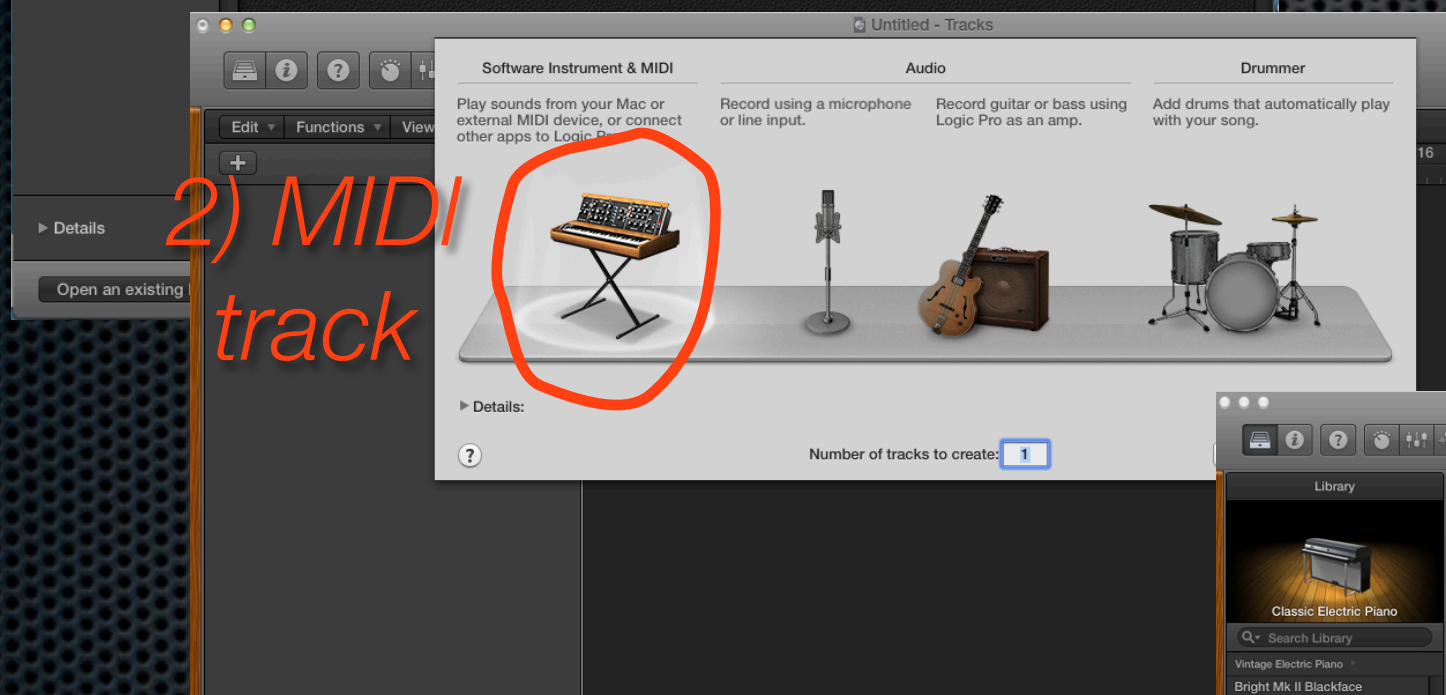 Untitled - Tracks
Software Instrument & MIDI
Audio
Drummer
Play sounds from your Mac or
external MIDI device, or connect
other apps to Logic
Record using a microphone
or line input.
Record guitar or bass using
Logic Pro as an amp.
Add drums that automatically play
with your song.
Edit
Functions
View
16
2) MIDI
track
Details
Open an existing
Details:
?
Number of tracks to create: 1
Library
Classic Electric Piano
Search Library
Vintage Electric Piano
Bright Mk II Blackface